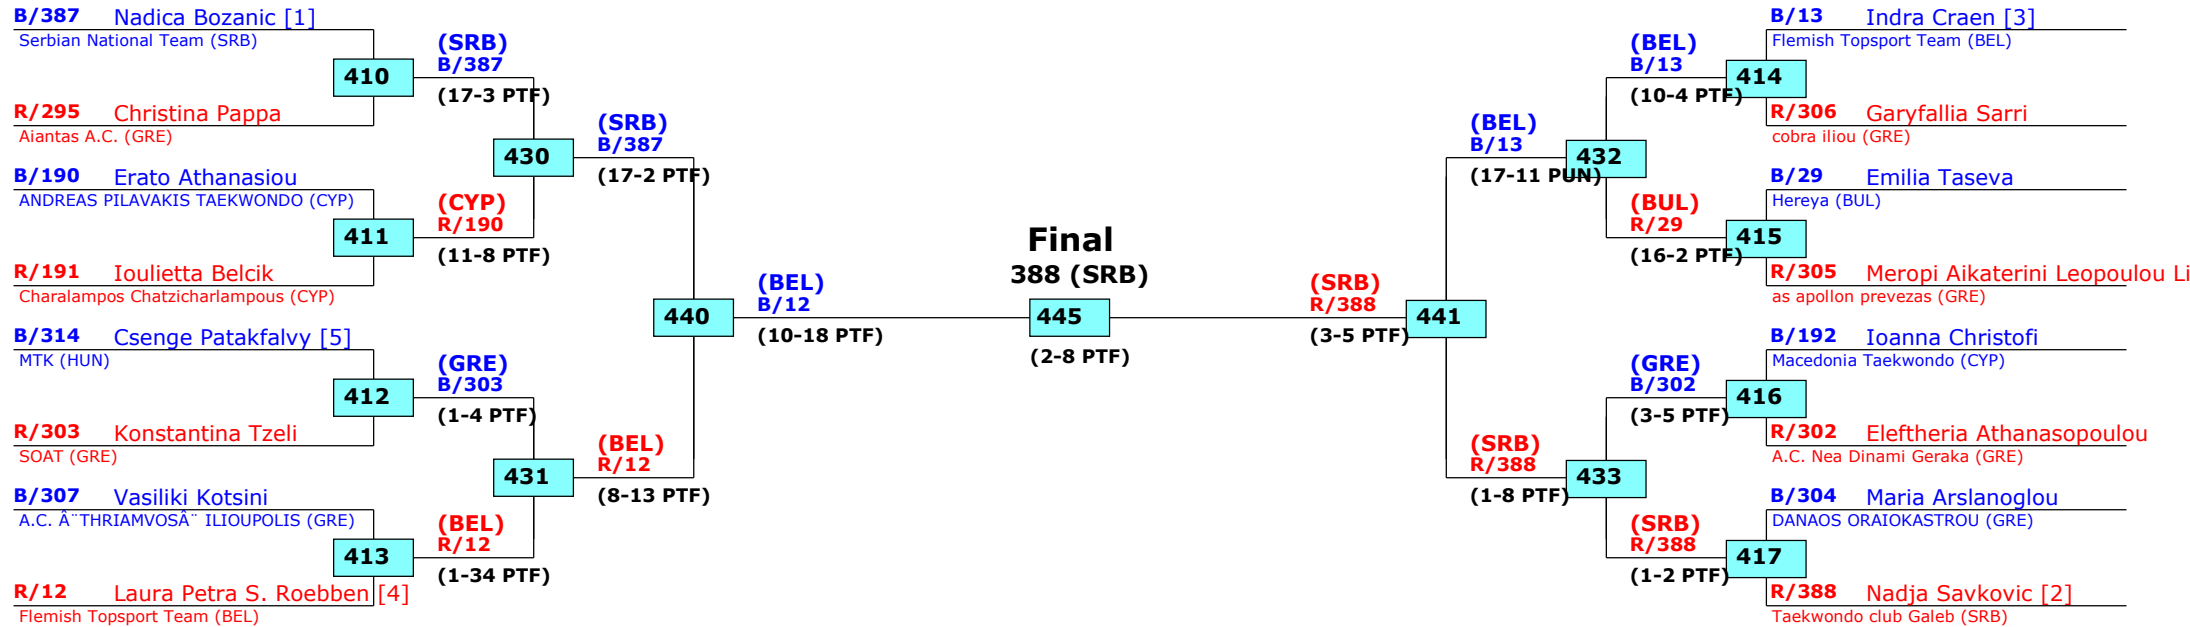 B/387 Nadica Bozanic [1]
Serbian National Team (SRB)
410
R/295 Christina Pappa
Aiantas A.C. (GRE)
(SRB)
B/387
(17-3 PTF)
B/190 Erato Athanasiou
ANDREAS PILAVAKIS TAEKWONDO (CYP)
411
R/191 Ioulietta Belcik
Charalampos Chatzicharlampous (CYP)
(CYP)
R/190
(11-8 PTF)
430
(SRB)
B/387
(17-2 PTF)
B/314 Csenge Patakfalvy [5]
MTK (HUN)
412
R/303 Konstantina Tzeli
SOAT (GRE)
(GRE)
B/303
(1-4 PTF)
B/307 Vasiliki Kotsini
A.C. Â¨THRIAMVOSÂ¨ ILIOUPOLIS (GRE)
413
R/12 Laura Petra S. Roebben [4]
Flemish Topsport Team (BEL)
(BEL)
R/12
(1-34 PTF)
431
(BEL)
R/12
(8-13 PTF)
440
(BEL)
B/12
(10-18 PTF)
Final
388 (SRB)
445
(2-8 PTF)
(SRB)
R/388
(3-5 PTF)
441
(BEL)
B/13
(17-11 PUN)
432
(BEL)
B/13
(10-4 PTF)
414
B/13 Indra Craen [3]
Flemish Topsport Team (BEL)
R/306 Garyfallia Sarri
cobra iliou (GRE)
(BUL)
R/29
(16-2 PTF)
415
B/29 Emilia Taseva
Hereya (BUL)
R/305 Meropi Aikaterini Leopoulou Li
as apollon prevezas (GRE)
(SRB)
R/388
(1-8 PTF)
433
(GRE)
B/302
(3-5 PTF)
416
B/192 Ioanna Christofi
Macedonia Taekwondo (CYP)
R/302 Eleftheria Athanasopoulou
A.C. Nea Dinami Geraka (GRE)
(SRB)
R/388
(1-2 PTF)
417
B/304 Maria Arslanoglou
DANAOS ORAIOKASTROU (GRE)
R/388 Nadja Savkovic [2]
Taekwondo club Galeb (SRB)